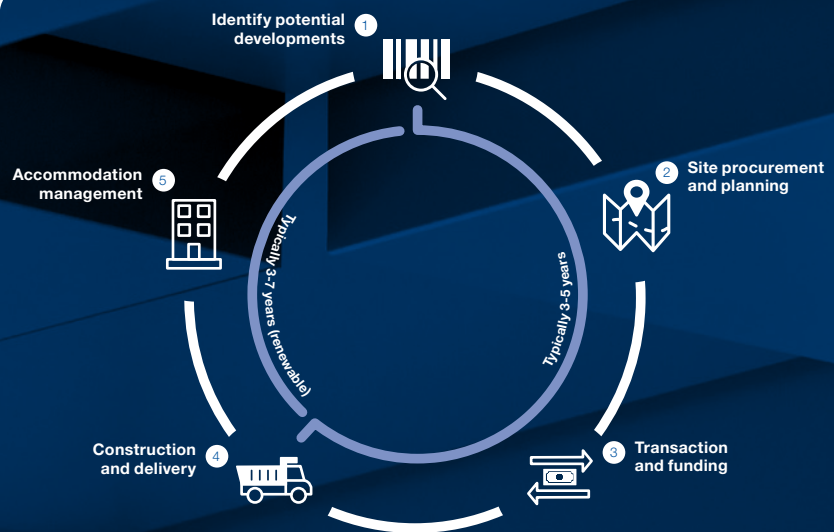 1
Identify potential
developments
2
Site procurement
and planning
3
Transaction
and funding
4
Construction
and delivery
5
Accommodation
management
Typically 3-5 years
Typically 3-7 years (renewable)